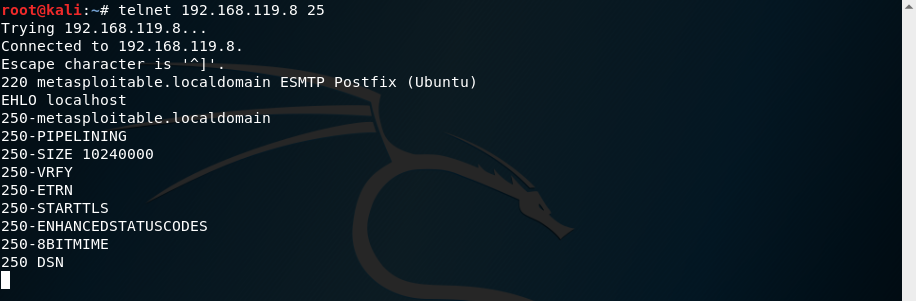 root@kali:~# telnet 192.168.119.8 25
Trying 192.168.119.8...
Connected to 192.168.119.8.
Escape character is '^]'.
220 metasploitable.localdomain ESMTP Postfix (Ubuntu)
EHLO localhost
250-metasploitable.localdomain
250-PIPELINING
250-SIZE 10240000
250-VRFY
250-ETRN
250-STARTTLS
250-ENHANCEDSTATUSCODES
250-8BITMIME
250 DSN